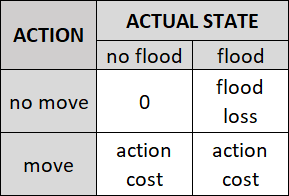 ACTION
ACTUAL STATE
no flood
flood
no move
0
flood
loss
move
action
cost
action
cost